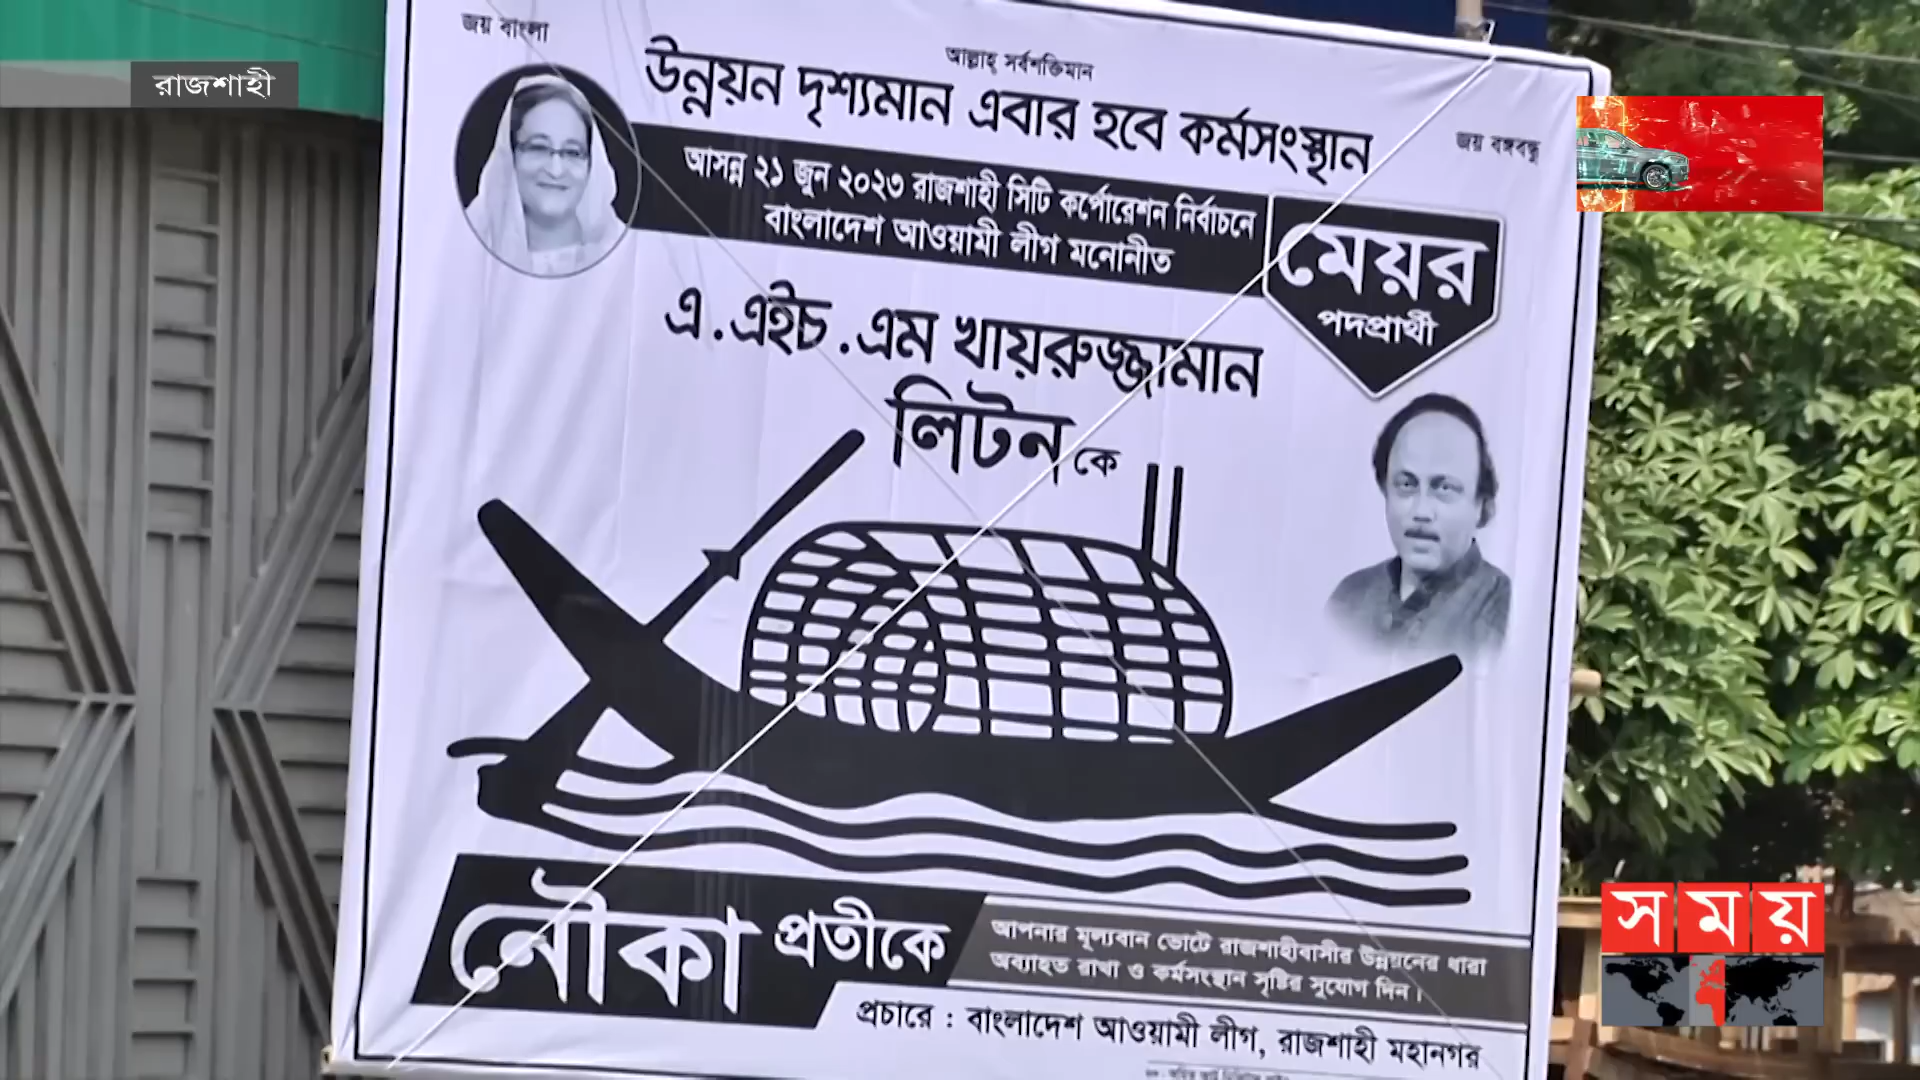 জয় বাংলা
আল্লাহ্ সর্বশক্তিমান
রাজশাহী
উন্নয়ন দৃশ্যমান এবার হবে কর্মসংস্থান
জয় বঙ্গবন্ধু
আসন্ন ২১ জুন ২০২৩ রাজশাহী সিটি কর্পোরেশন নির্বাচনে
বাংলাদেশ আওয়ামী লীগ মনোনীত
মেয়র
পদপ্রার্থী
এ.এইচ.এম খায়রুজ্জামান
লিটন কে
নৌকা প্রতীকে
আপনার মূল্যবান ভোটে রাজশাহীবাসীর উন্নয়নের ধারা
অব্যাহত রাখা ও কর্মসংস্থান সৃষ্টির সুযোগ দিন।
প্রচারে : বাংলাদেশ আওয়ামী লীগ, রাজশাহী মহানগর
সময়